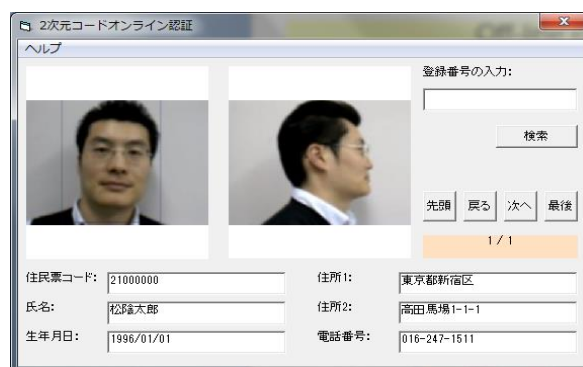 2次元コードオンライン認証
ヘルプ
登録番号の入力:
検索
先頭 戻る 次へ 最後
1 / 1
住民票コード: 21000000 住所1: 東京都新宿区
氏名: 松陰太郎 住所2: 高田馬場1-1-1
生年月日: 1996/01/01 電話番号: 016-247-1511